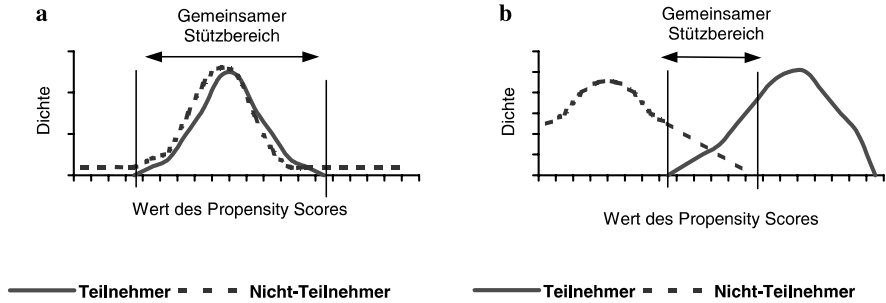 a
Gemeinsamer
Stützbereich
Dichte
Wert des Propensity Scores
Teilnehmer Nicht-Teilnehmer
b
Gemeinsamer
Stützbereich
Dichte
Wert des Propensity Scores
Teilnehmer Nicht-Teilnehmer